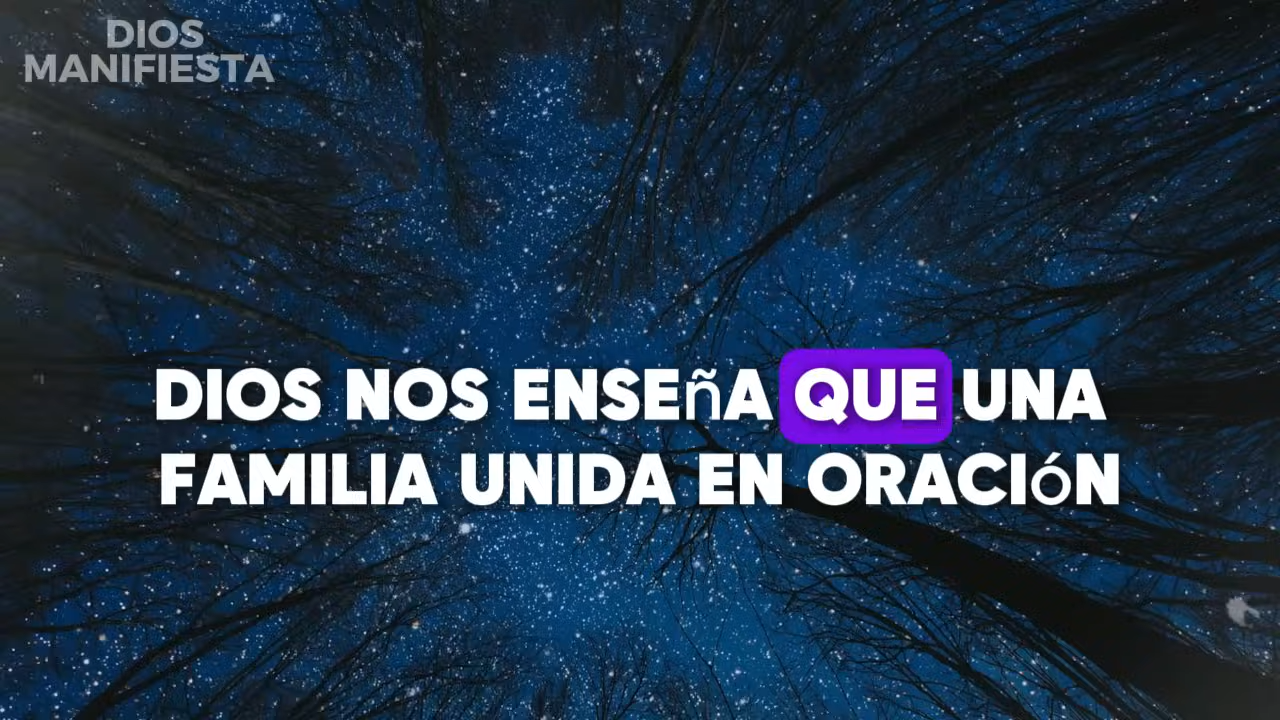 DIOS
MANIFIESTA
DIOS NOS ENSEñA QUE UNA
FAMILIA UNIDA EN ORACIóN